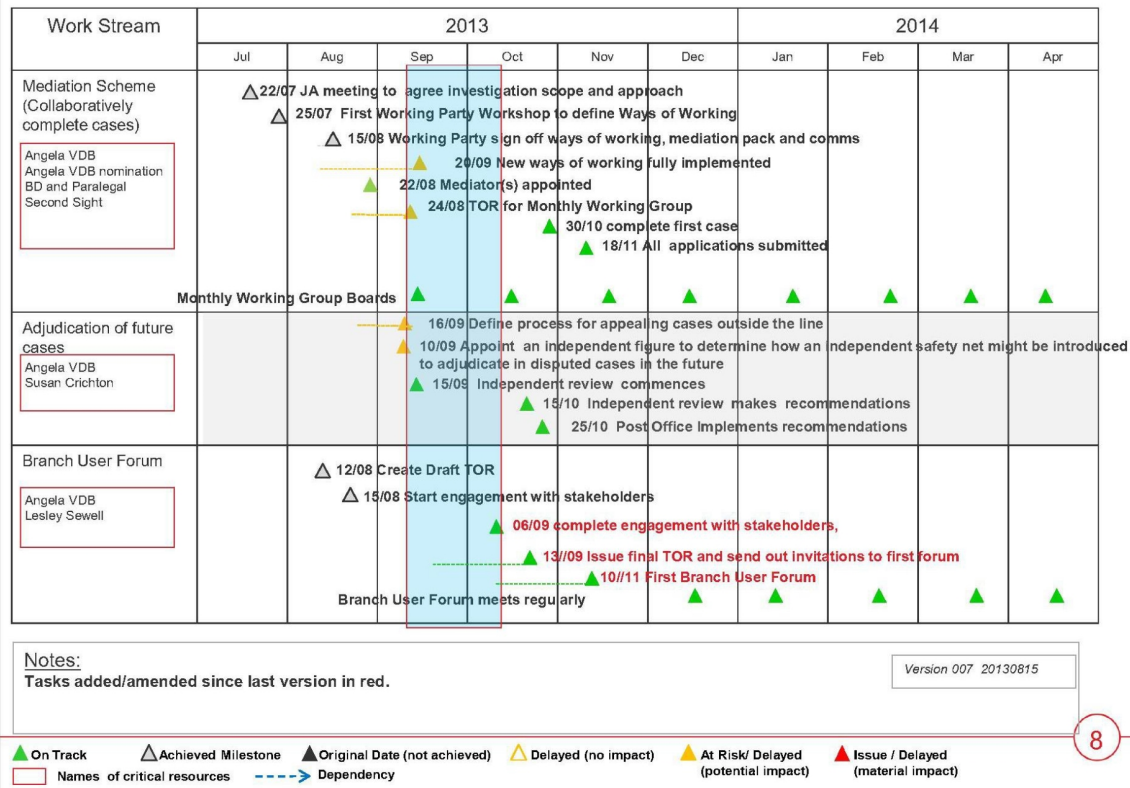 Work Stream
2013
2014
Jul Aug Sep Oct Nov Dec Jan Feb Mar Apr
Mediation Scheme
(Collaboratively
complete cases)
Angela VDB
Angela VDB nomination
BD and Paralegal
Second Sight
22/07 JA meeting to agree investigation scope and approach
25/07 First Working Party Workshop to define Ways of Working
15/08 Working Party sign off ways of working, mediation pack and comms
20/09 New ways of working fully implemented
22/08 Mediator(s) appointed
24/08 TOR for Monthly Working Group
30/10 complete first case
18/11 All applications submitted
Monthly Working Group Boards
Adjudication of future
cases
Angela VDB
Susan Crichton
16/09 Define process for appealing cases outside the line
10/09 Appoint an independent figure to determine how an independent safety net might be introduced
to adjudicate in disputed cases in the future
15/09 Independent review commences
15/10 Independent review makes recommendations
25/10 Post Office Implements recommendations
Branch User Forum
Angela VDB
Lesley Sewell
12/08 Create Draft TOR
15/08 Start engagement with stakeholders
06/09 complete engagement with stakeholders,
13//09 Issue final TOR and send out invitations to first forum
10//11 First Branch User Forum
Branch User Forum meets regularly
Notes:
Tasks added/amended since last version in red.
Version 007 20130815
8
On Track
Achieved Milestone
Original Date (not achieved)
Delayed (no impact)
At Risk/ Delayed
(potential impact)
Issue / Delayed
(material impact)
Names of critical resources
Dependency